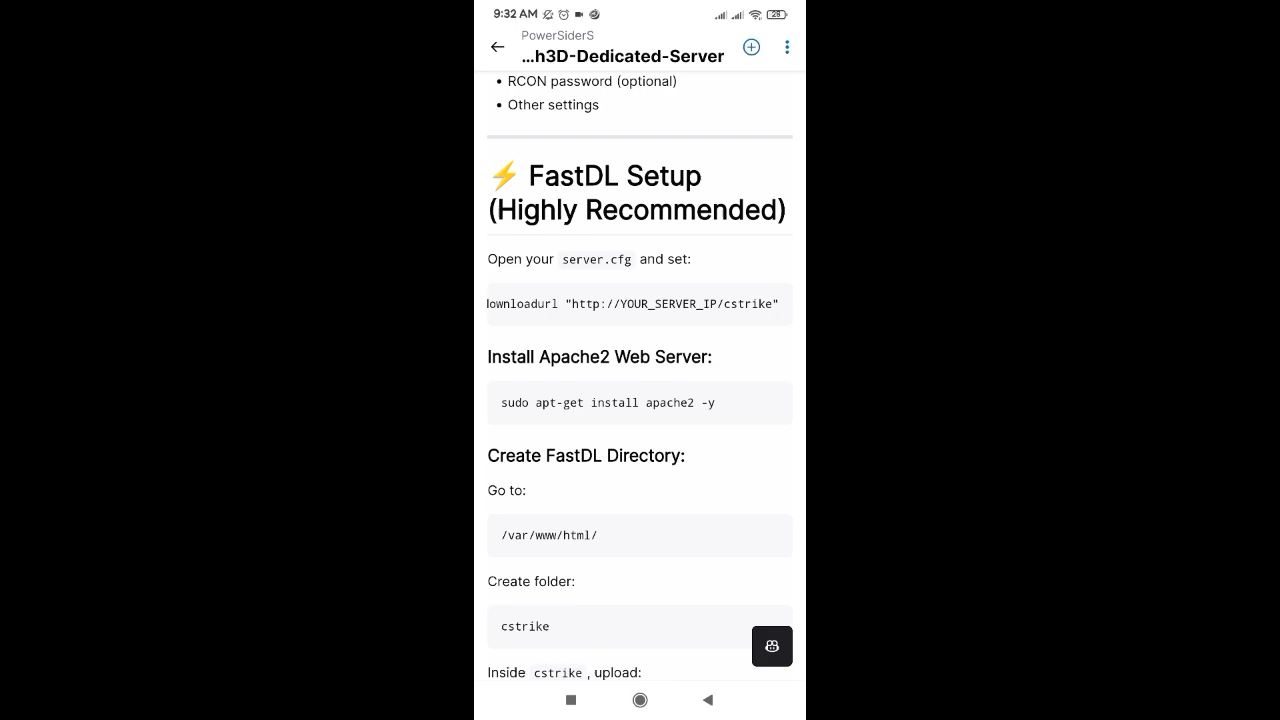 9:32 AM 28
PowerSiderS
...h3D-Dedicated-Server
• RCON password (optional)
• Other settings
⚡ FastDL Setup
(Highly Recommended)
Open your server.cfg and set:
lownloadurl "http://YOUR_SERVER_IP/cstrike"
Install Apache2 Web Server:
sudo apt-get install apache2 -y
Create FastDL Directory:
Go to:
/var/www/html/
Create folder:
cstrike
Inside cstrike, upload: